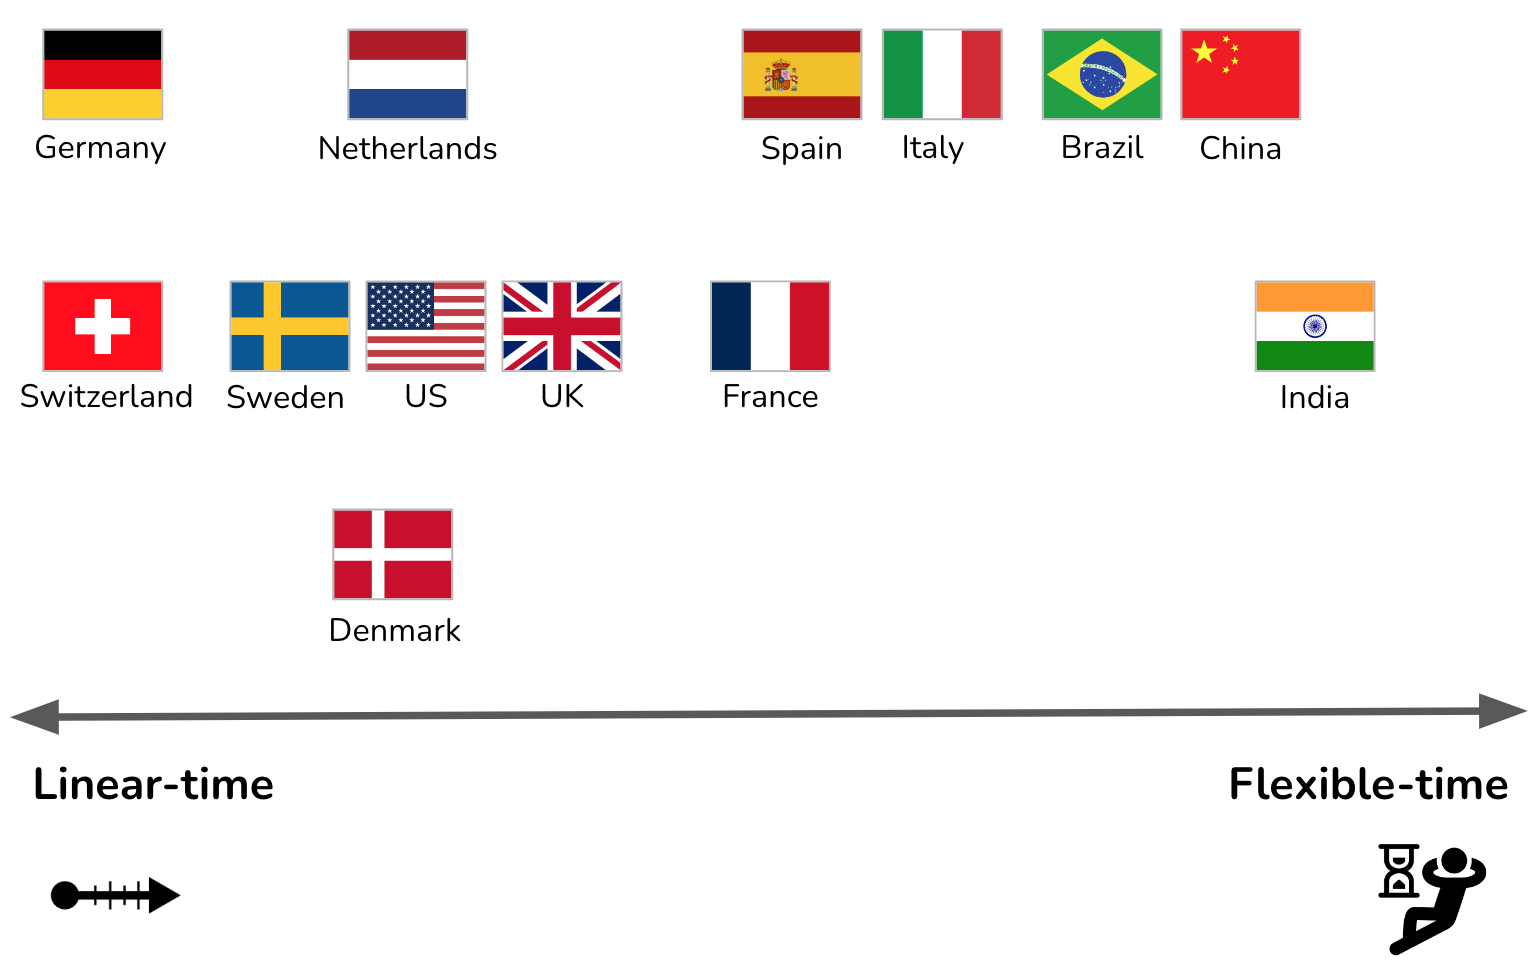 Germany
Netherlands
Spain
Italy
Brazil
China
Switzerland
Sweden
US
UK
France
India
Denmark
Linear-time
Flexible-time